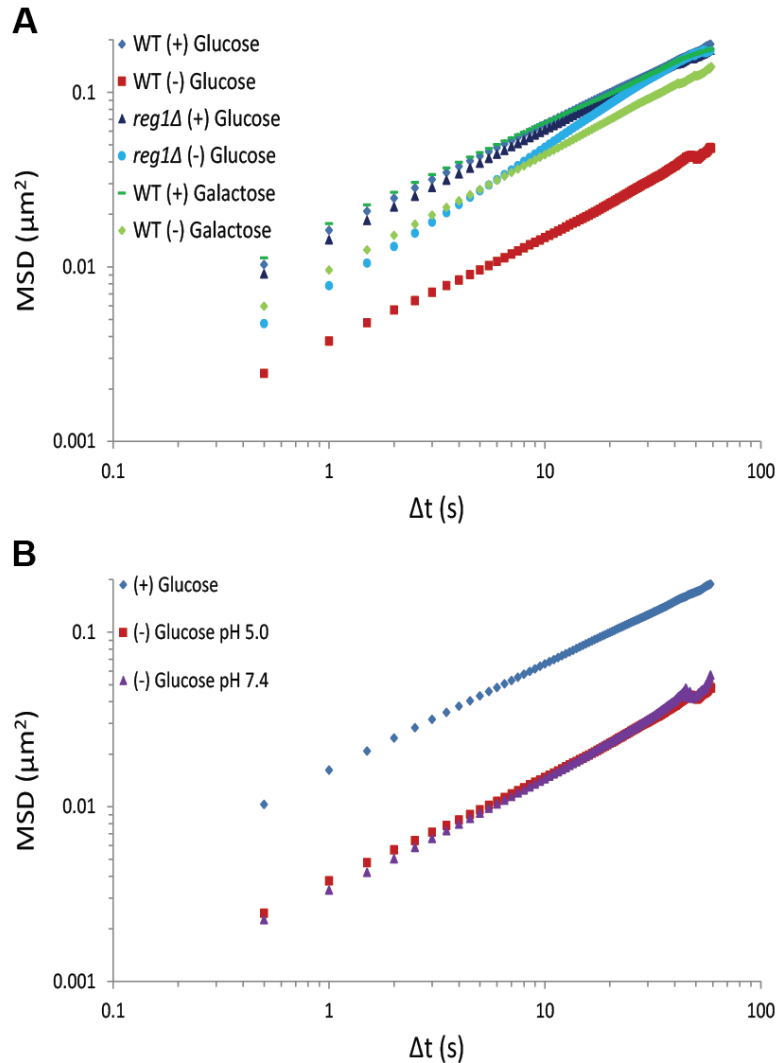 A
WT (+) Glucose
WT (-) Glucose
reg1Δ (+) Glucose
reg1Δ (-) Glucose
WT (+) Galactose
WT (-) Galactose
MSD (μm²)
0.1
0.01
0.001
0.1
1
10
100
Δt (s)
B
(+) Glucose
(-) Glucose pH 5.0
(-) Glucose pH 7.4
MSD (μm²)
0.1
0.01
0.001
0.1
1
10
100
Δt (s)